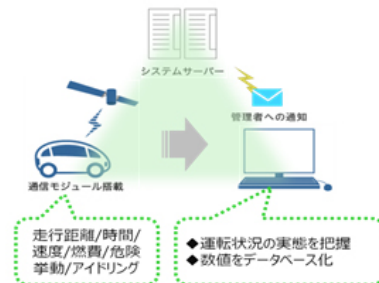 システムサーバー
管理者への通知
通信モジュール搭載
走行距離/時間/
速度/燃費/危険
挙動/アイドリング
◆運転状況の実態を把握
◆数値をデータベース化